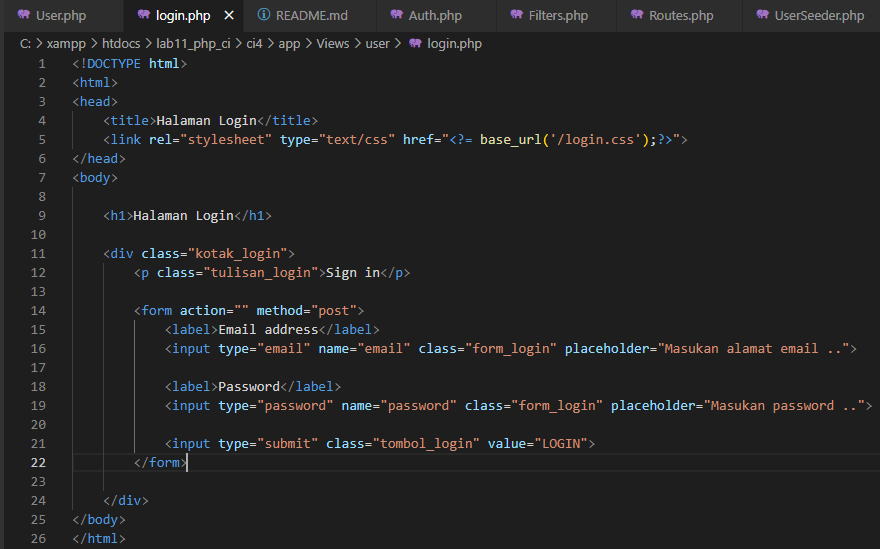 User.php login.php README.md Auth.php Filters.php Routes.php UserSeeder.php
C: > xampp > htdocs > lab11_php_ci > ci4 > app > Views > user > login.php
1 <!DOCTYPE html>
2 <html>
3 <head>
4     <title>Halaman Login</title>
5     <link rel="stylesheet" type="text/css" href="<?= base_url('/login.css');?>">
6 </head>
7 <body>
8
9     <h1>Halaman Login</h1>
10
11     <div class="kotak_login">
12         <p class="tulisan_login">Sign in</p>
13
14         <form action="" method="post">
15             <label>Email address</label>
16             <input type="email" name="email" class="form_login" placeholder="Masukan alamat email ..">
17
18             <label>Password</label>
19             <input type="password" name="password" class="form_login" placeholder="Masukan password ..">
20
21             <input type="submit" class="tombol_login" value="LOGIN">
22         </form>
23
24     </div>
25 </body>
26 </html>